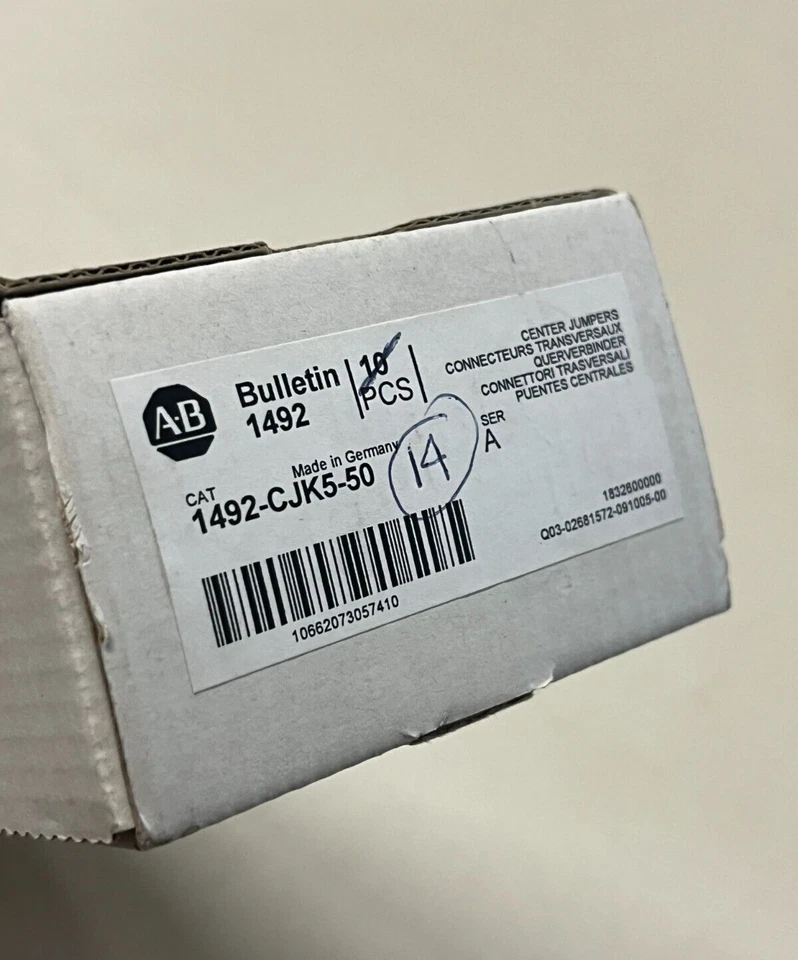 A·B
Bulletin
1492
10
PCS
CENTER JUMPERS
CONNECTEURS TRANSVERSAUX
QUERVERBINDER
CONNETTORI TRASVERSALI
PUENTES CENTRALES
Made in Germany
14
SER
A
CAT
1492-CJK5-50
10662073057410
1832600000
Q03-02681572-091005-00